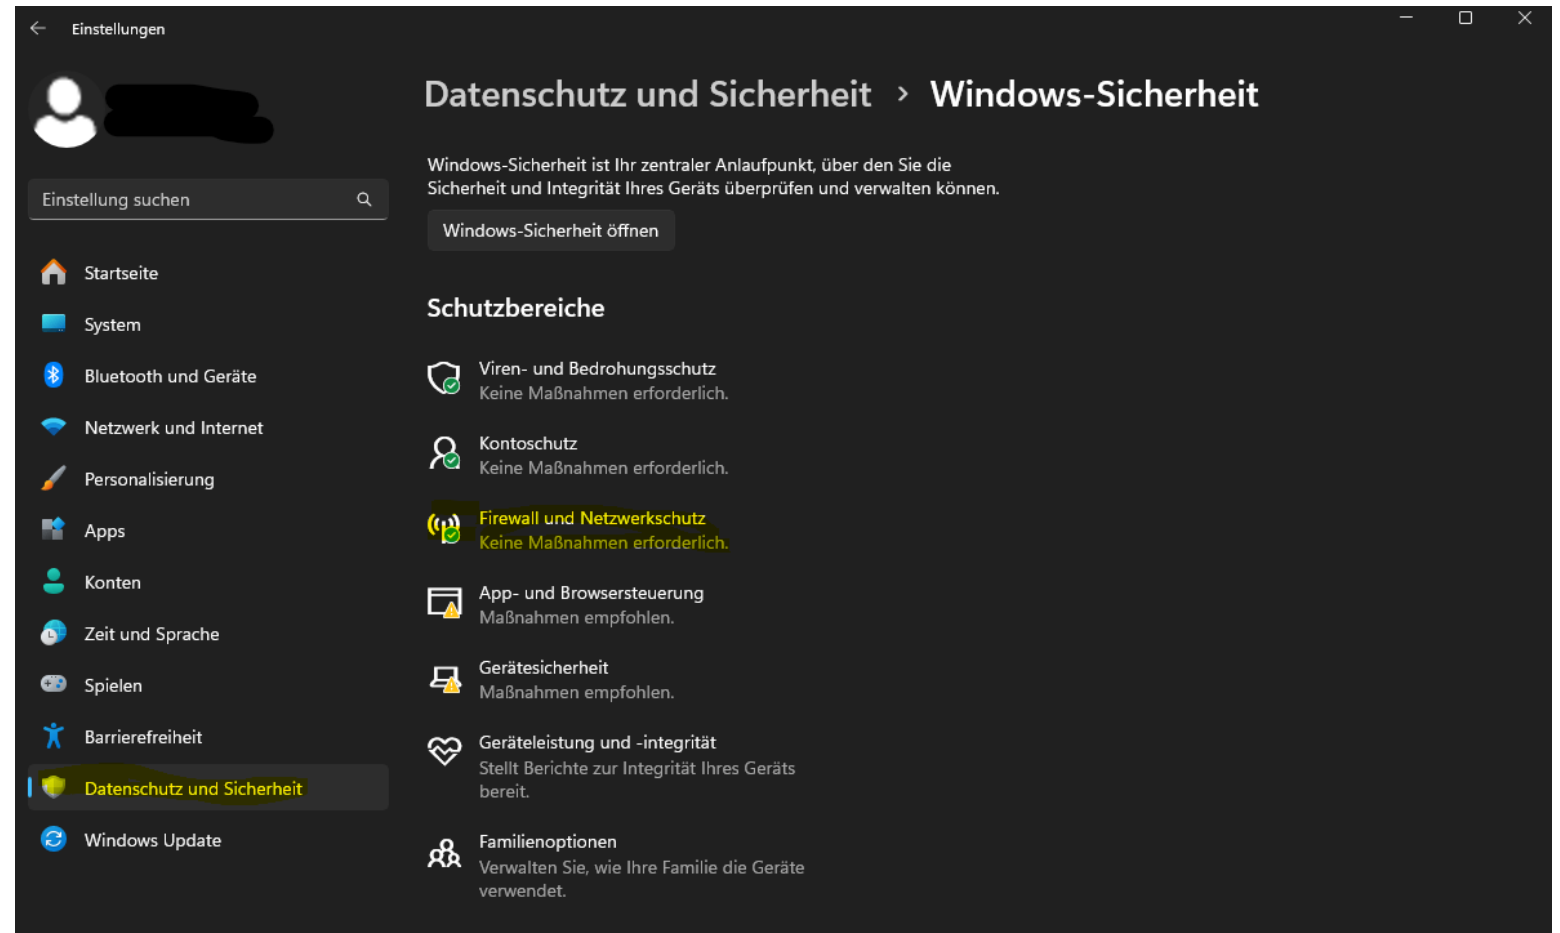 Einstellungen
Datenschutz und Sicherheit > Windows-Sicherheit
Windows-Sicherheit ist Ihr zentraler Anlaufpunkt, über den Sie die
Sicherheit und Integrität Ihres Geräts überprüfen und verwalten können.
Windows-Sicherheit öffnen
Einstellung suchen
Startseite
System
Bluetooth und Geräte
Netzwerk und Internet
Personalisierung
Apps
Konten
Zeit und Sprache
Spielen
Barrierefreiheit
Datenschutz und Sicherheit
Windows Update
Schutzbereiche
Viren- und Bedrohungsschutz
Keine Maßnahmen erforderlich.
Kontoschutz
Keine Maßnahmen erforderlich.
Firewall und Netzwerkschutz
Keine Maßnahmen erforderlich.
App- und Browsersteuerung
Maßnahmen empfohlen.
Gerätesicherheit
Maßnahmen empfohlen.
Geräteleistung und -integrität
Stellt Berichte zur Integrität Ihres Geräts
bereit.
Familienoptionen
Verwalten Sie, wie Ihre Familie die Geräte
verwendet.